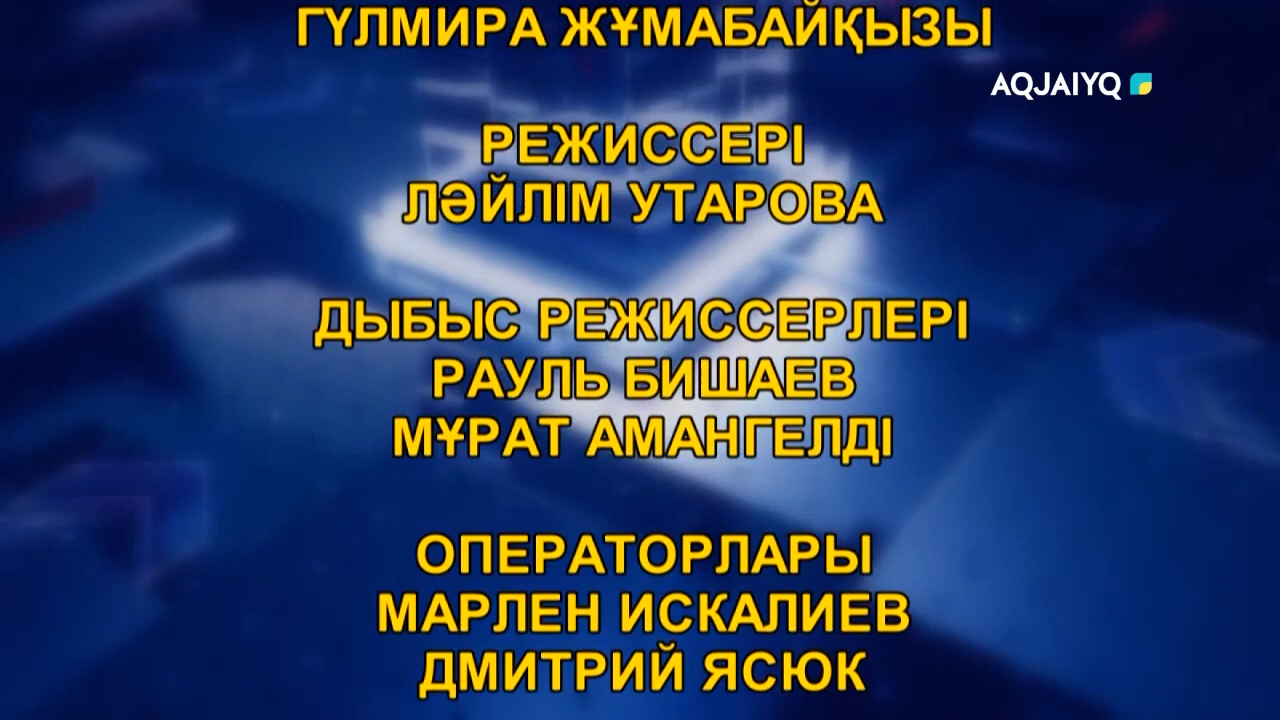 ГҮЛМИРА ЖҰМАБАЙҚЫЗЫ
AQJAIYQ
РЕЖИССЕРІ
ЛӘЙЛІМ УТАРОВА
ДЫБЫС РЕЖИССЕРЛЕРІ
РАУЛЬ БИШАЕВ
МҰРАТ АМАНГЕЛДІ
ОПЕРАТОРЛАРЫ
МАРЛЕН ИСКАЛИЕВ
ДМИТРИЙ ЯСЮК